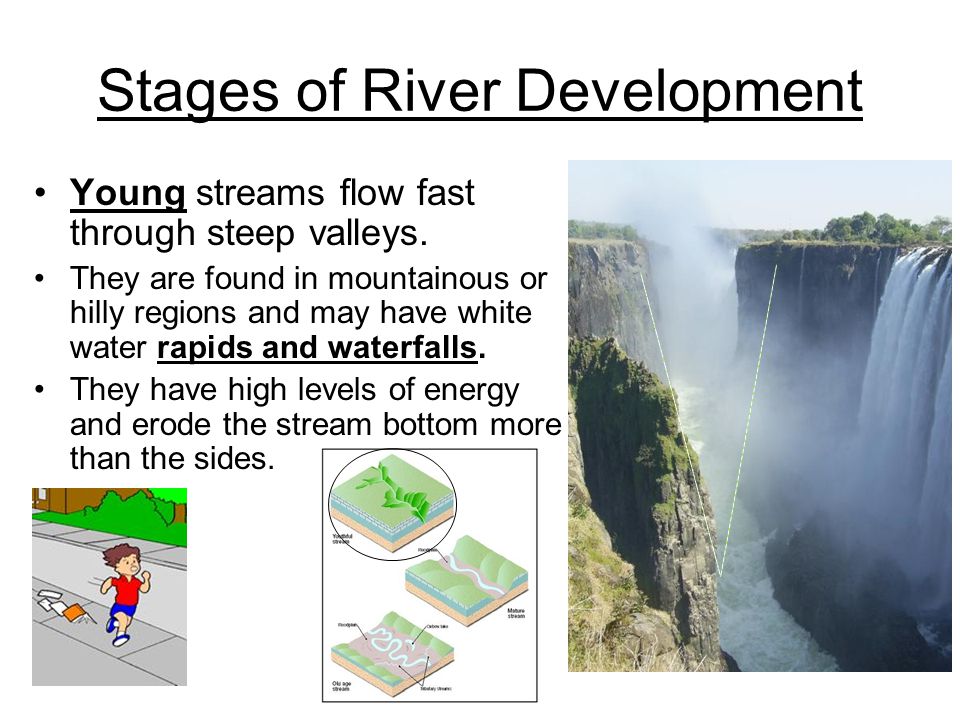 Stages of River Development
• Young streams flow fast
through steep valleys.
• They are found in mountainous or
hilly regions and may have white
water rapids and waterfalls.
• They have high levels of energy
and erode the stream bottom more
than the sides.
Youthful
stream
Floodplain
Mature
stream
Floodplain
Oxbow lake
Old age
stream
Tributary streams